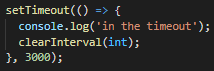 setTimeout(() => {
  console.log('in the timeout');
  clearInterval(int);
}, 3000);